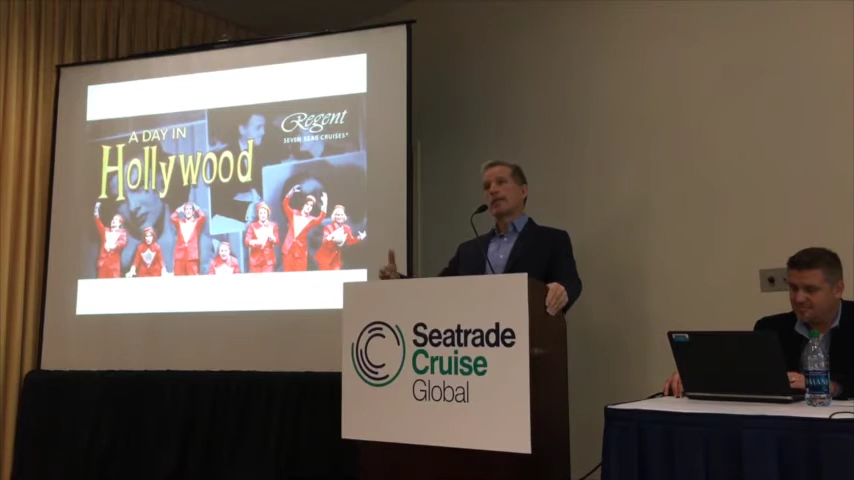 A DAY IN
Hollywood
Regent
SEVEN SEAS CRUISES
Seatrade
Cruise
Global